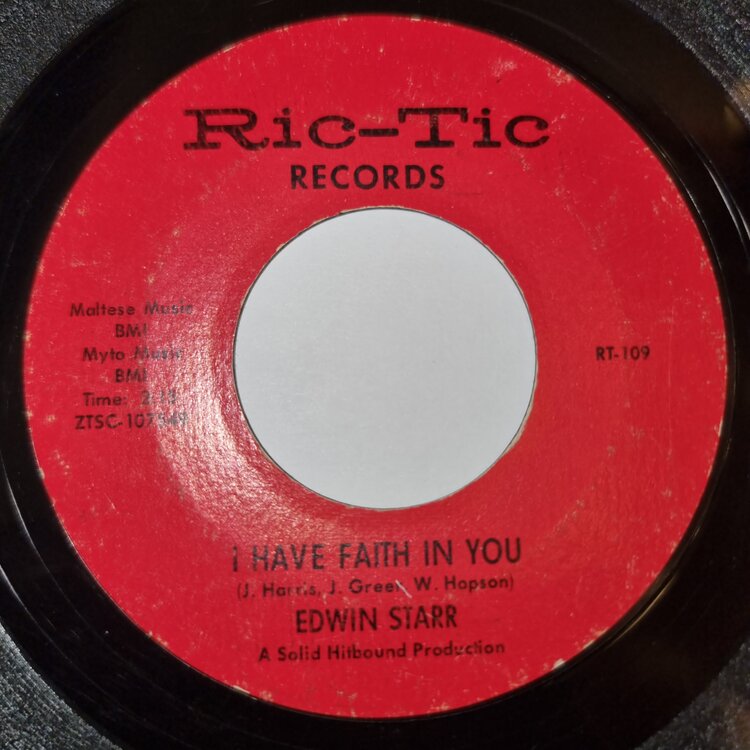 Ric-Tic
RECORDS
Maltese Music
BMI
Myto Music
BMI
Time:
RT-109
I HAVE FAITH IN YOU
(J. Harris, J. Green, W. Hopson)
EDWIN STARR
A Solid Hitbound Production